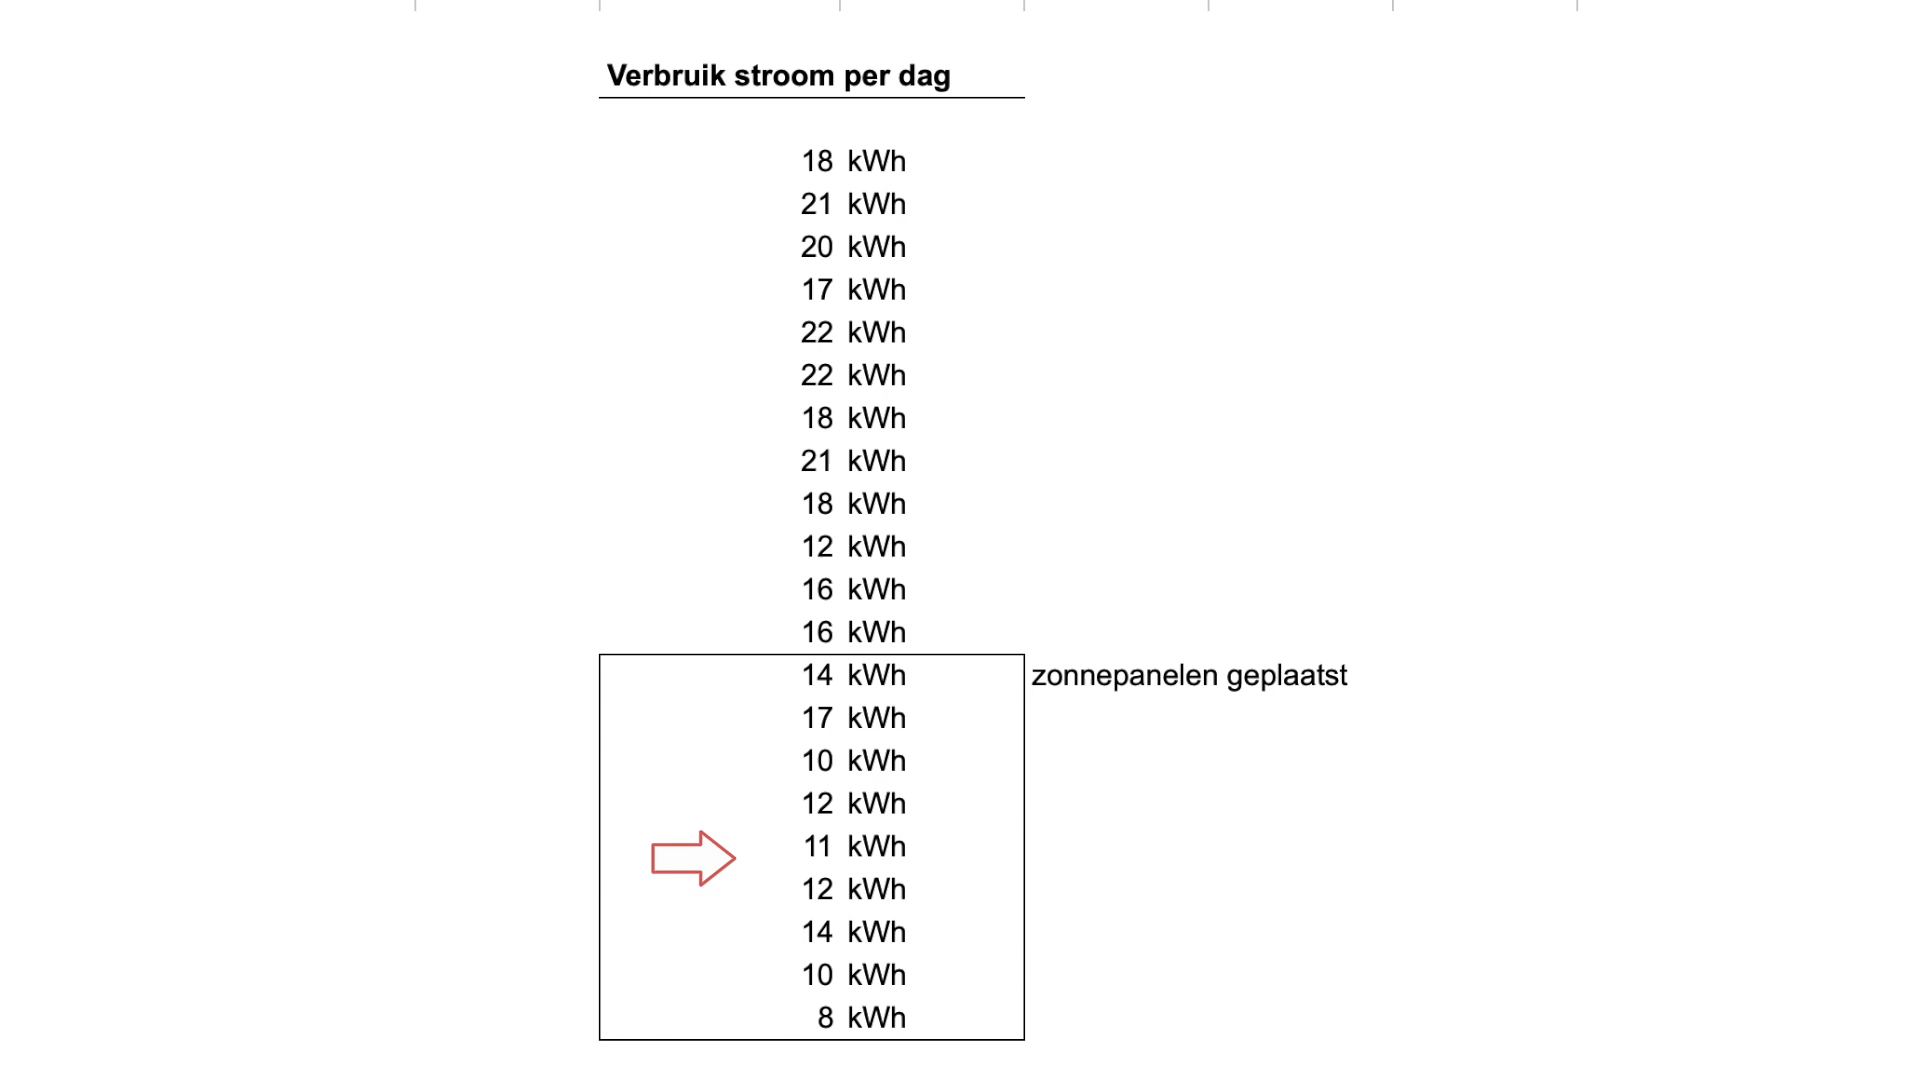 Verbruik stroom per dag
18 kWh
21 kWh
20 kWh
17 kWh
22 kWh
22 kWh
18 kWh
21 kWh
18 kWh
12 kWh
16 kWh
16 kWh
14 kWh zonnepanelen geplaatst
17 kWh
10 kWh
12 kWh
11 kWh
12 kWh
14 kWh
10 kWh
8 kWh